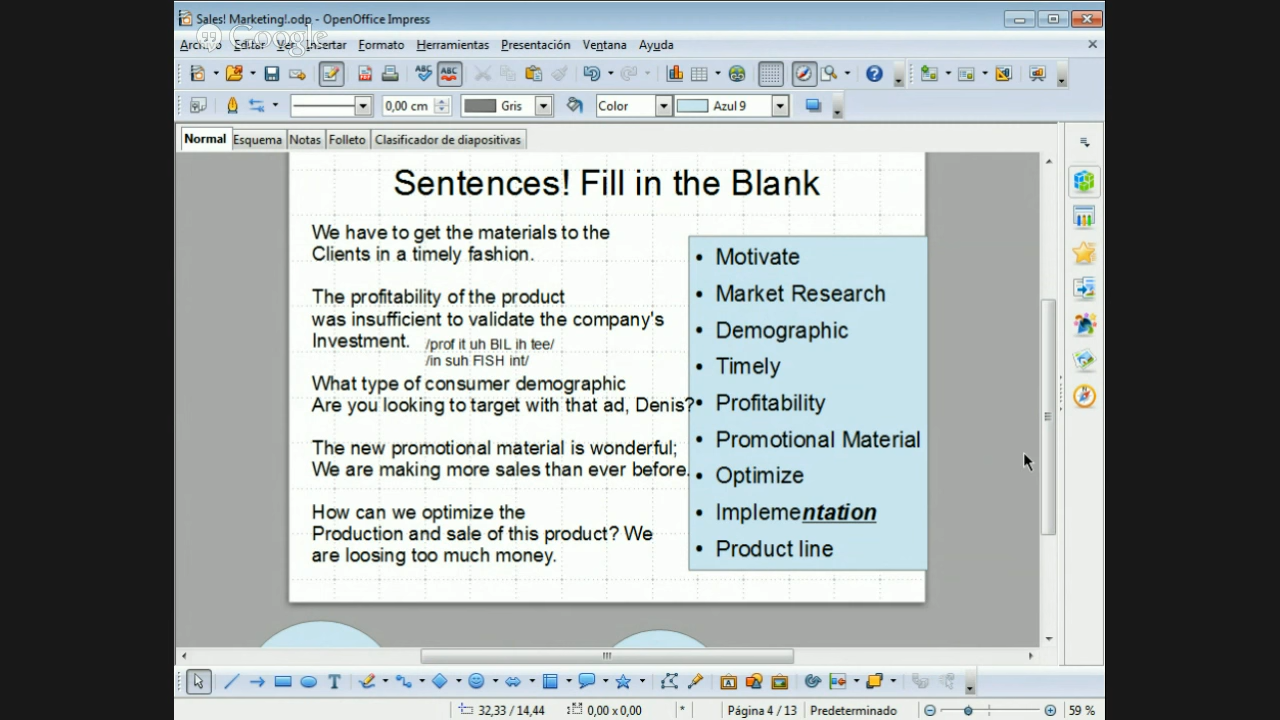 Sales! Marketing!.odp - OpenOffice Impress
Google
Archivo Editar Ver Insertar Formato Herramientas Presentación Ventana Ayuda
0,00 cm Gris Color Azul 9
Normal Esquema Notas Folleto Clasificador de diapositivas
Sentences! Fill in the Blank
We have to get the materials to the
Clients in a timely fashion.
The profitability of the product
was insufficient to validate the company's
Investment.
/prof it uh BIL ih tee/
/in suh FISH int/
What type of consumer demographic
Are you looking to target with that ad, Denis?
The new promotional material is wonderful;
We are making more sales than ever before.
How can we optimize the
Production and sale of this product? We
are loosing too much money.
• Motivate
• Market Research
• Demographic
• Timely
• Profitability
• Promotional Material
• Optimize
• Implementation
• Product line
32,33 / 14,44 0,00 x 0,00 * Página 4 / 13 Predeterminado 59 %